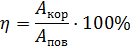 η = A_кор / A_пов · 100%